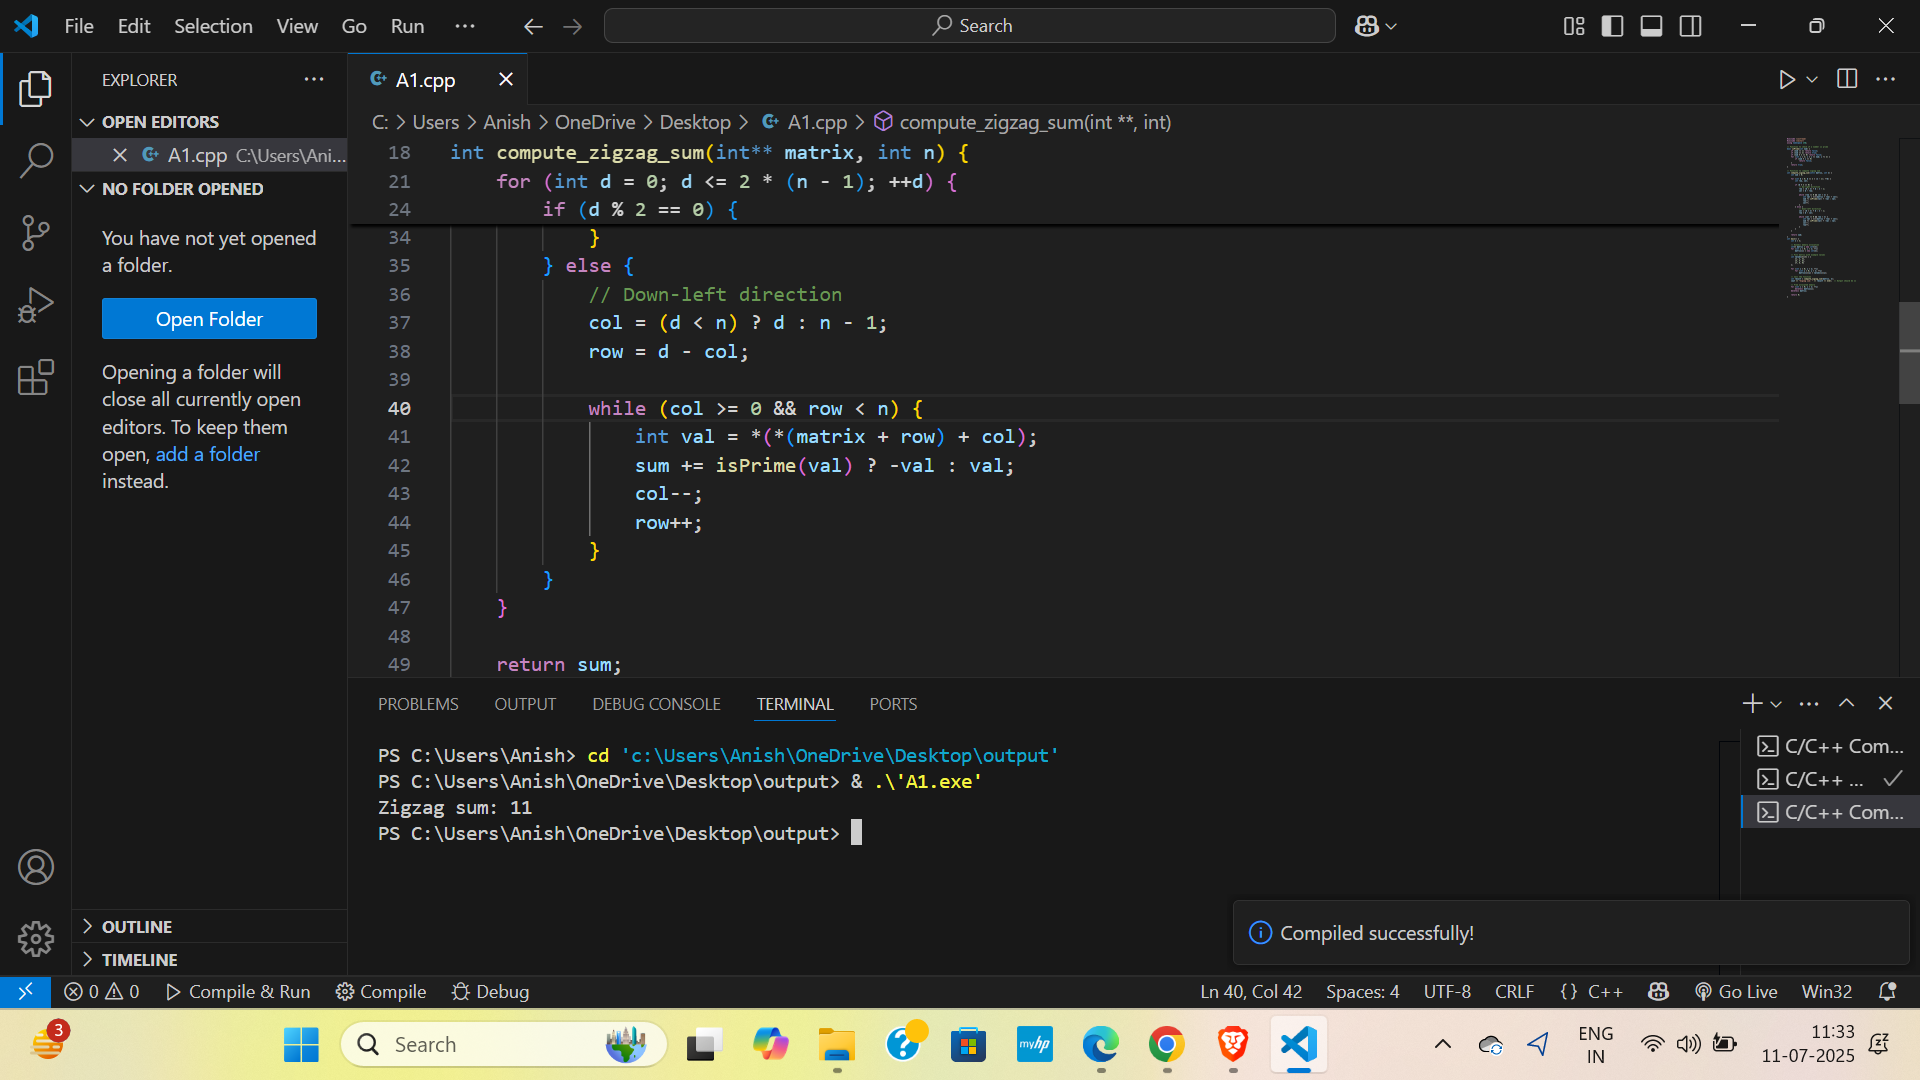 File Edit Selection View Go Run ··· Search
EXPLORER ···
OPEN EDITORS
A1.cpp C:\Users\Ani...
NO FOLDER OPENED
You have not yet opened
a folder.
Open Folder
Opening a folder will
close all currently open
editors. To keep them
open, add a folder
instead.
OUTLINE
TIMELINE
A1.cpp
C: > Users > Anish > OneDrive > Desktop > A1.cpp > compute_zigzag_sum(int **, int)
18 int compute_zigzag_sum(int** matrix, int n) {
21 for (int d = 0; d <= 2 * (n - 1); ++d) {
24 if (d % 2 == 0) {
34 }
35 } else {
36 // Down-left direction
37 col = (d < n) ? d : n - 1;
38 row = d - col;
39
40 while (col >= 0 && row < n) {
41 int val = *(*(matrix + row) + col);
42 sum += isPrime(val) ? -val : val;
43 col--;
44 row++;
45 }
46 }
47 }
48
49 return sum;
PROBLEMS OUTPUT DEBUG CONSOLE TERMINAL PORTS
PS C:\Users\Anish> cd 'c:\Users\Anish\OneDrive\Desktop\output'
PS C:\Users\Anish\OneDrive\Desktop\output> & .\'A1.exe'
Zigzag sum: 11
PS C:\Users\Anish\OneDrive\Desktop\output>
C/C++ Com...
C/C++ ...
C/C++ Com...
Compiled successfully!
0 0 Compile & Run Compile Debug Ln 40, Col 42 Spaces: 4 UTF-8 CRLF {} C++ Go Live Win32
3 Search myhp ENG
IN
11:33
11-07-2025